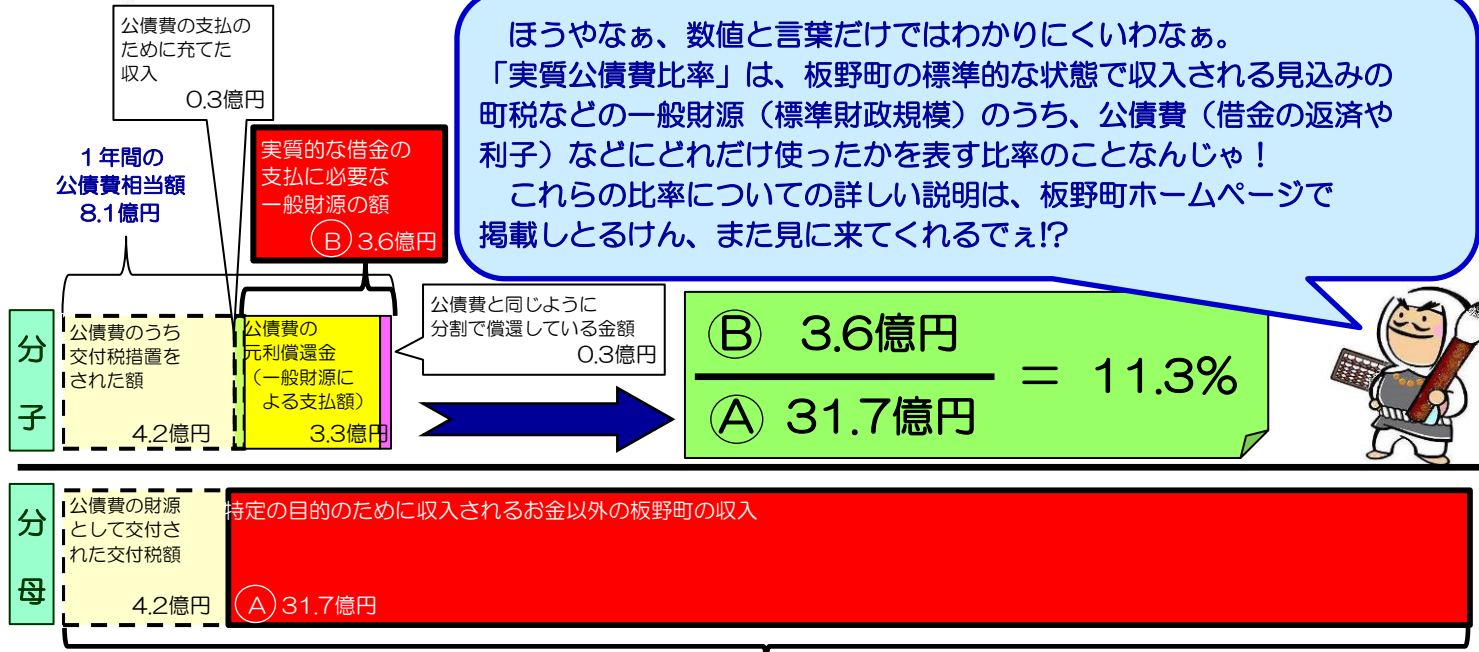 公債費の支払の
ために充てた
収入
0.3億円
ほうやなぁ、数値と言葉だけではわかりにくいわなぁ。
「実質公債費比率」は、板野町の標準的な状態で収入される見込みの
町税などの一般財源（標準財政規模）のうち、公債費（借金の返済や
利子）などにどれだけ使ったかを表す比率のことなんじゃ！
これらの比率についての詳しい説明は、板野町ホームページで
掲載しとるけん、また見に来てくれるでぇ!?
1年間の
公債費相当額
8.1億円
実質的な借金の
支払に必要な
一般財源の額
Ⓑ 3.6億円
分子
公債費のうち
交付税措置を
された額
4.2億円
公債費の
元利償還金
（一般財源に
よる支払額）
3.3億円
公債費と同じように
分割で償還している金額
0.3億円
Ⓑ 3.6億円
Ⓐ 31.7億円
＝ 11.3%
分母
公債費の財源
として交付さ
れた交付税額
4.2億円
特定の目的のために収入されるお金以外の板野町の収入
Ⓐ 31.7億円